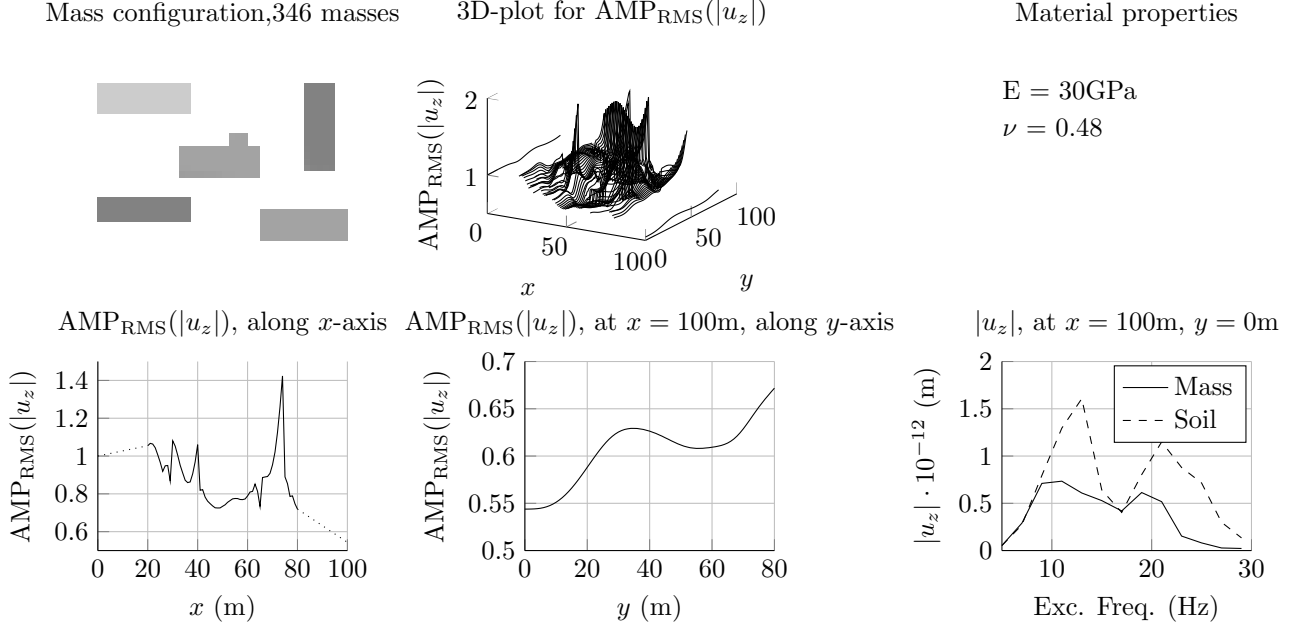 Mass configuration,346 masses
3D-plot for AMP_RMS(|u_z|)
Material properties
E = 30GPa
ν = 0.48
AMP_RMS(|u_z|)
2
1
0
50
100
0
50
100
x
y
AMP_RMS(|u_z|), along x-axis
AMP_RMS(|u_z|)
1.4
1.2
1
0.8
0.6
0 20 40 60 80 100
x (m)
AMP_RMS(|u_z|), at x = 100m, along y-axis
AMP_RMS(|u_z|)
0.7
0.65
0.6
0.55
0.5
0 20 40 60 80
y (m)
|u_z|, at x = 100m, y = 0m
|u_z| · 10^−12 (m)
2
1.5
1
0.5
0
10 20 30
Exc. Freq. (Hz)
Mass
Soil